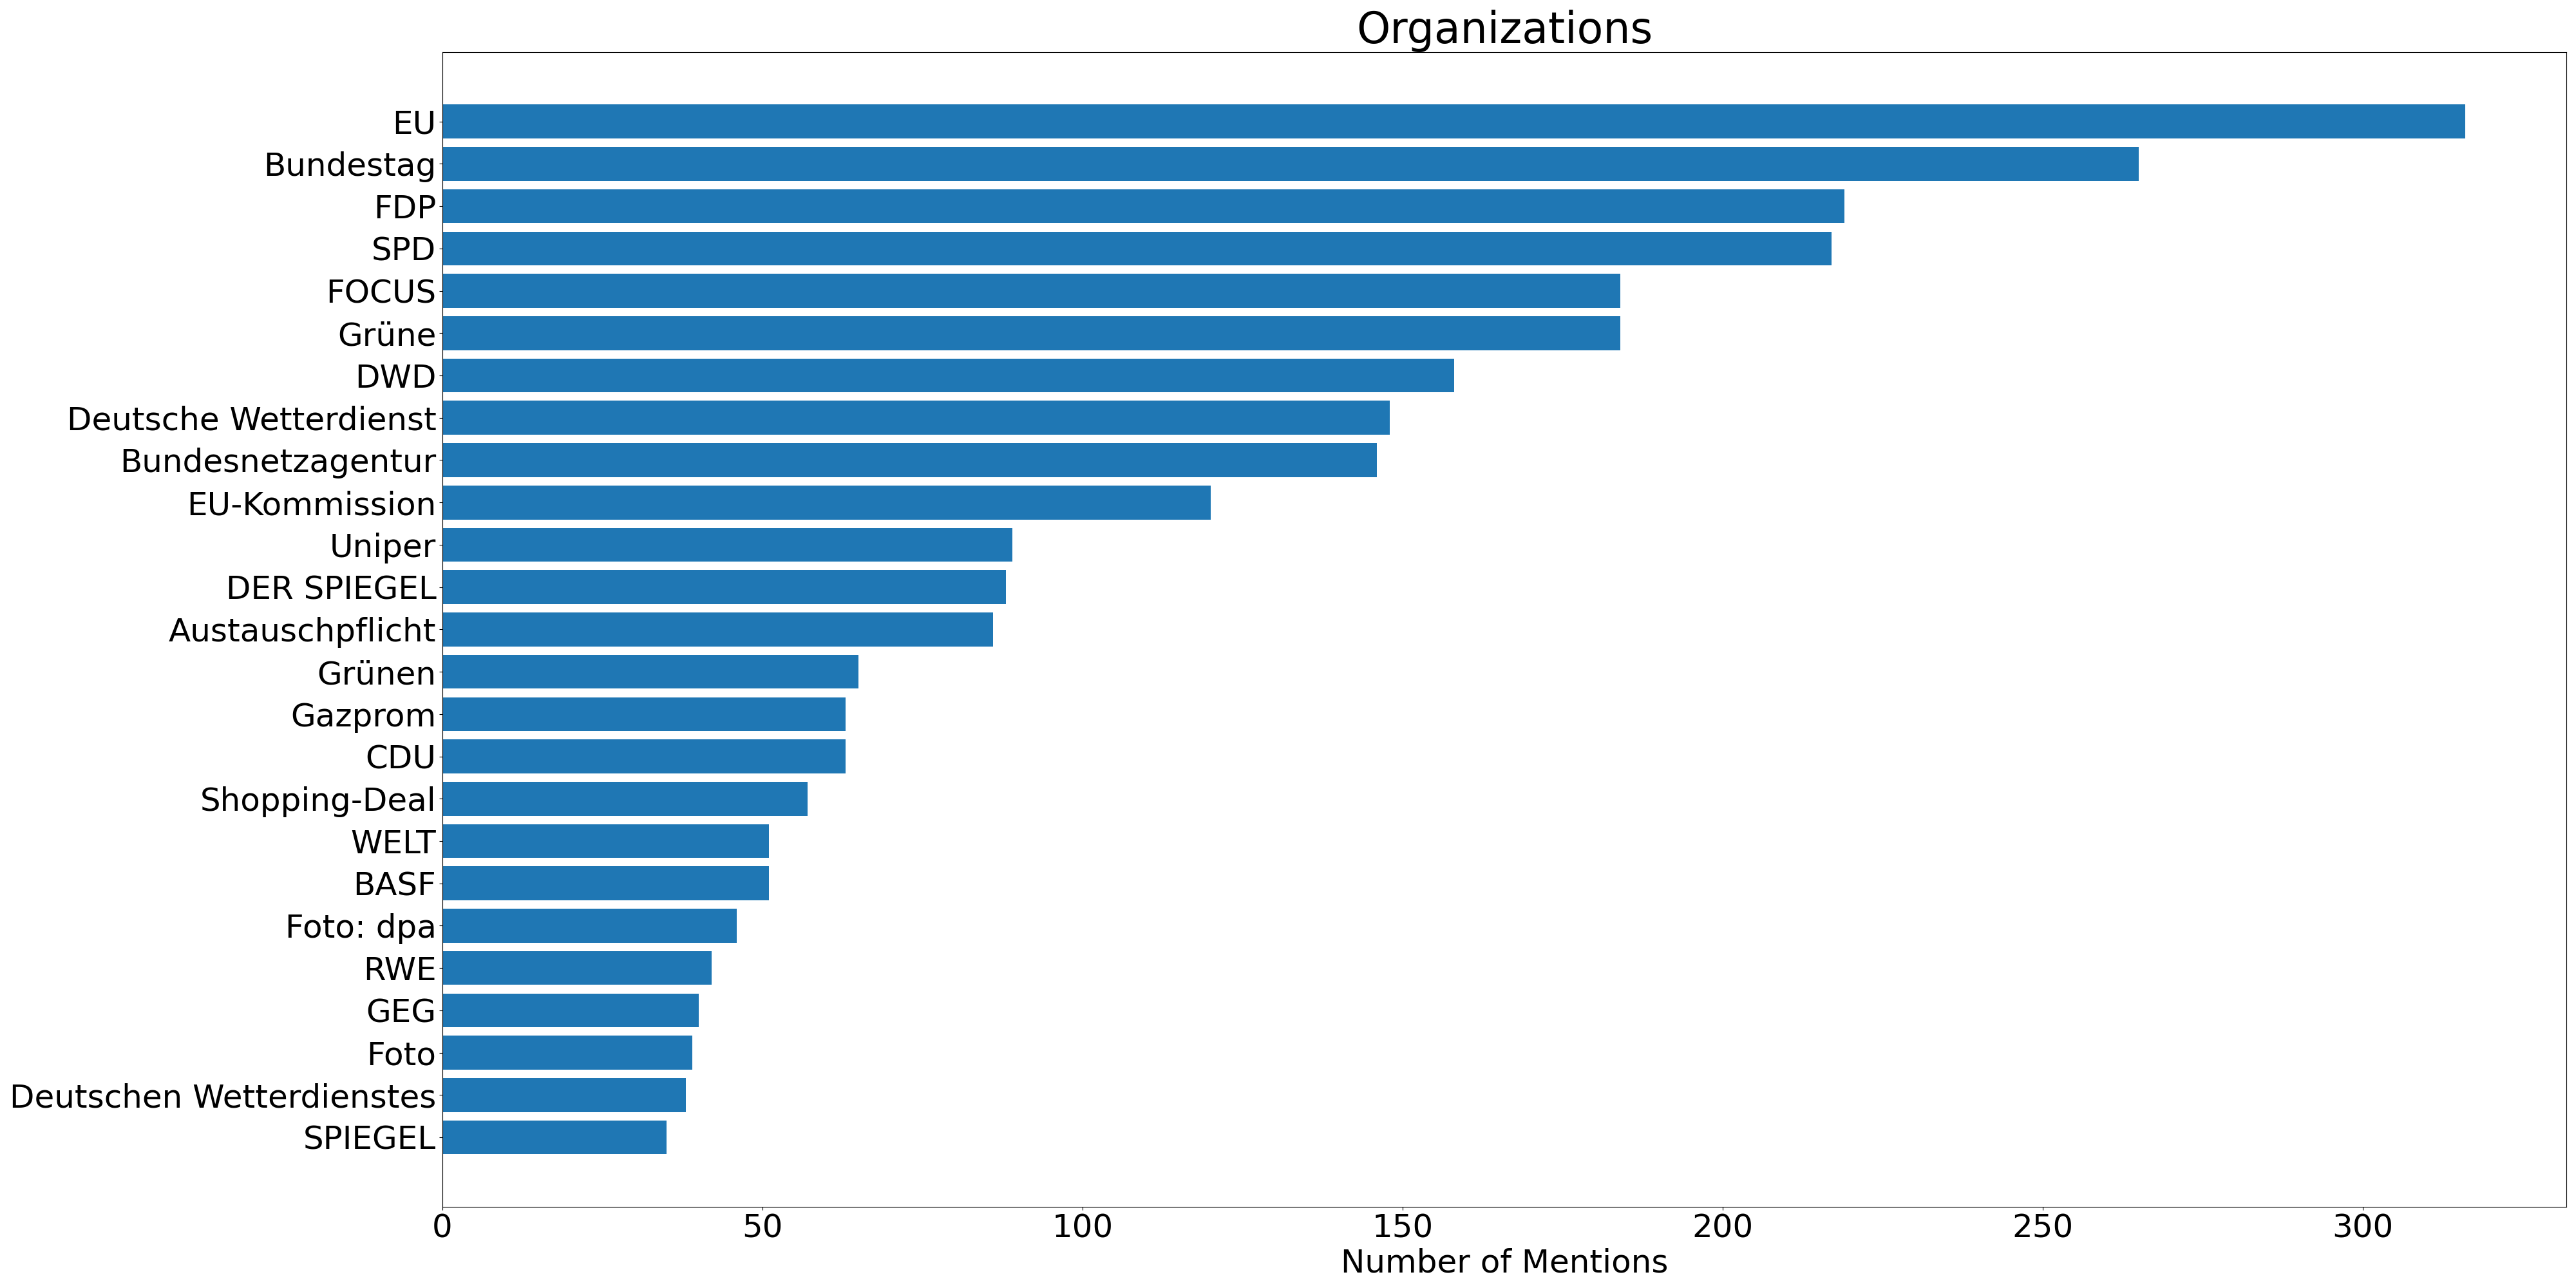 Organizations
EU
Bundestag
FDP
SPD
FOCUS
Grüne
DWD
Deutsche Wetterdienst
Bundesnetzagentur
EU-Kommission
Uniper
DER SPIEGEL
Austauschpflicht
Grünen
Gazprom
CDU
Shopping-Deal
WELT
BASF
Foto: dpa
RWE
GEG
Foto
Deutschen Wetterdienstes
SPIEGEL
0 50 100 150 200 250 300
Number of Mentions